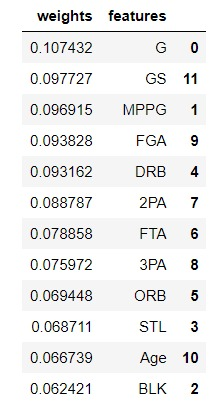 weights features
0.107432 G 0
0.097727 GS 11
0.096915 MPPG 1
0.093828 FGA 9
0.093162 DRB 4
0.088787 2PA 7
0.078858 FTA 6
0.075972 3PA 8
0.069448 ORB 5
0.068711 STL 3
0.066739 Age 10
0.062421 BLK 2